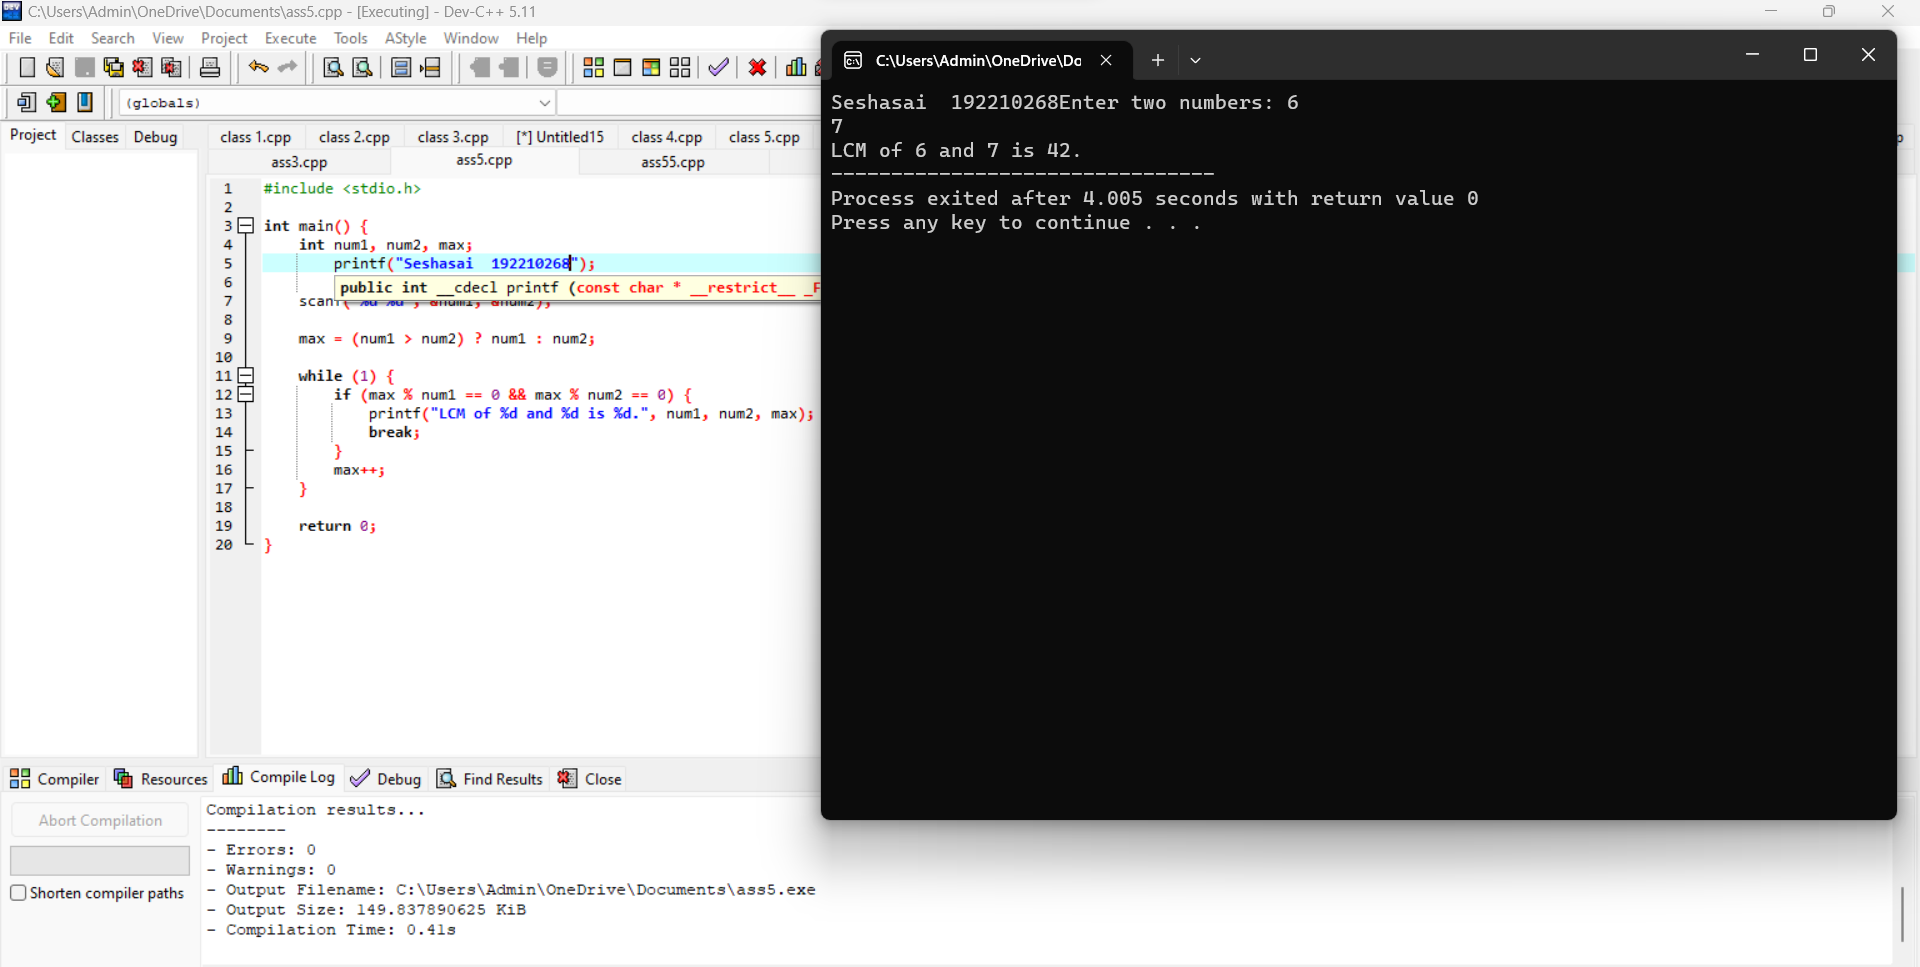 C:\Users\Admin\OneDrive\Documents\ass5.cpp - [Executing] - Dev-C++ 5.11
File Edit Search View Project Execute Tools AStyle Window Help
(globals)
Project Classes Debug
class 1.cpp class 2.cpp class 3.cpp [*] Untitled15 class 4.cpp class 5.cpp
ass3.cpp ass5.cpp ass55.cpp
1 #include <stdio.h>
2
3 int main() {
4 int num1, num2, max;
5 printf("Seshasai  192210268");
6 public int __cdecl printf (const char * __restrict__ _F
7 scanf("%d %d", &num1, &num2);
8
9 max = (num1 > num2) ? num1 : num2;
10
11 while (1) {
12 if (max % num1 == 0 && max % num2 == 0) {
13 printf("LCM of %d and %d is %d.", num1, num2, max);
14 break;
15 }
16 max++;
17 }
18
19 return 0;
20 }
C:\Users\Admin\OneDrive\Do
Seshasai  192210268Enter two numbers: 6
7
LCM of 6 and 7 is 42.
--------------------------------
Process exited after 4.005 seconds with return value 0
Press any key to continue . . .
Compiler Resources Compile Log Debug Find Results Close
Abort Compilation
Shorten compiler paths
Compilation results...
--------
- Errors: 0
- Warnings: 0
- Output Filename: C:\Users\Admin\OneDrive\Documents\ass5.exe
- Output Size: 149.837890625 KiB
- Compilation Time: 0.41s